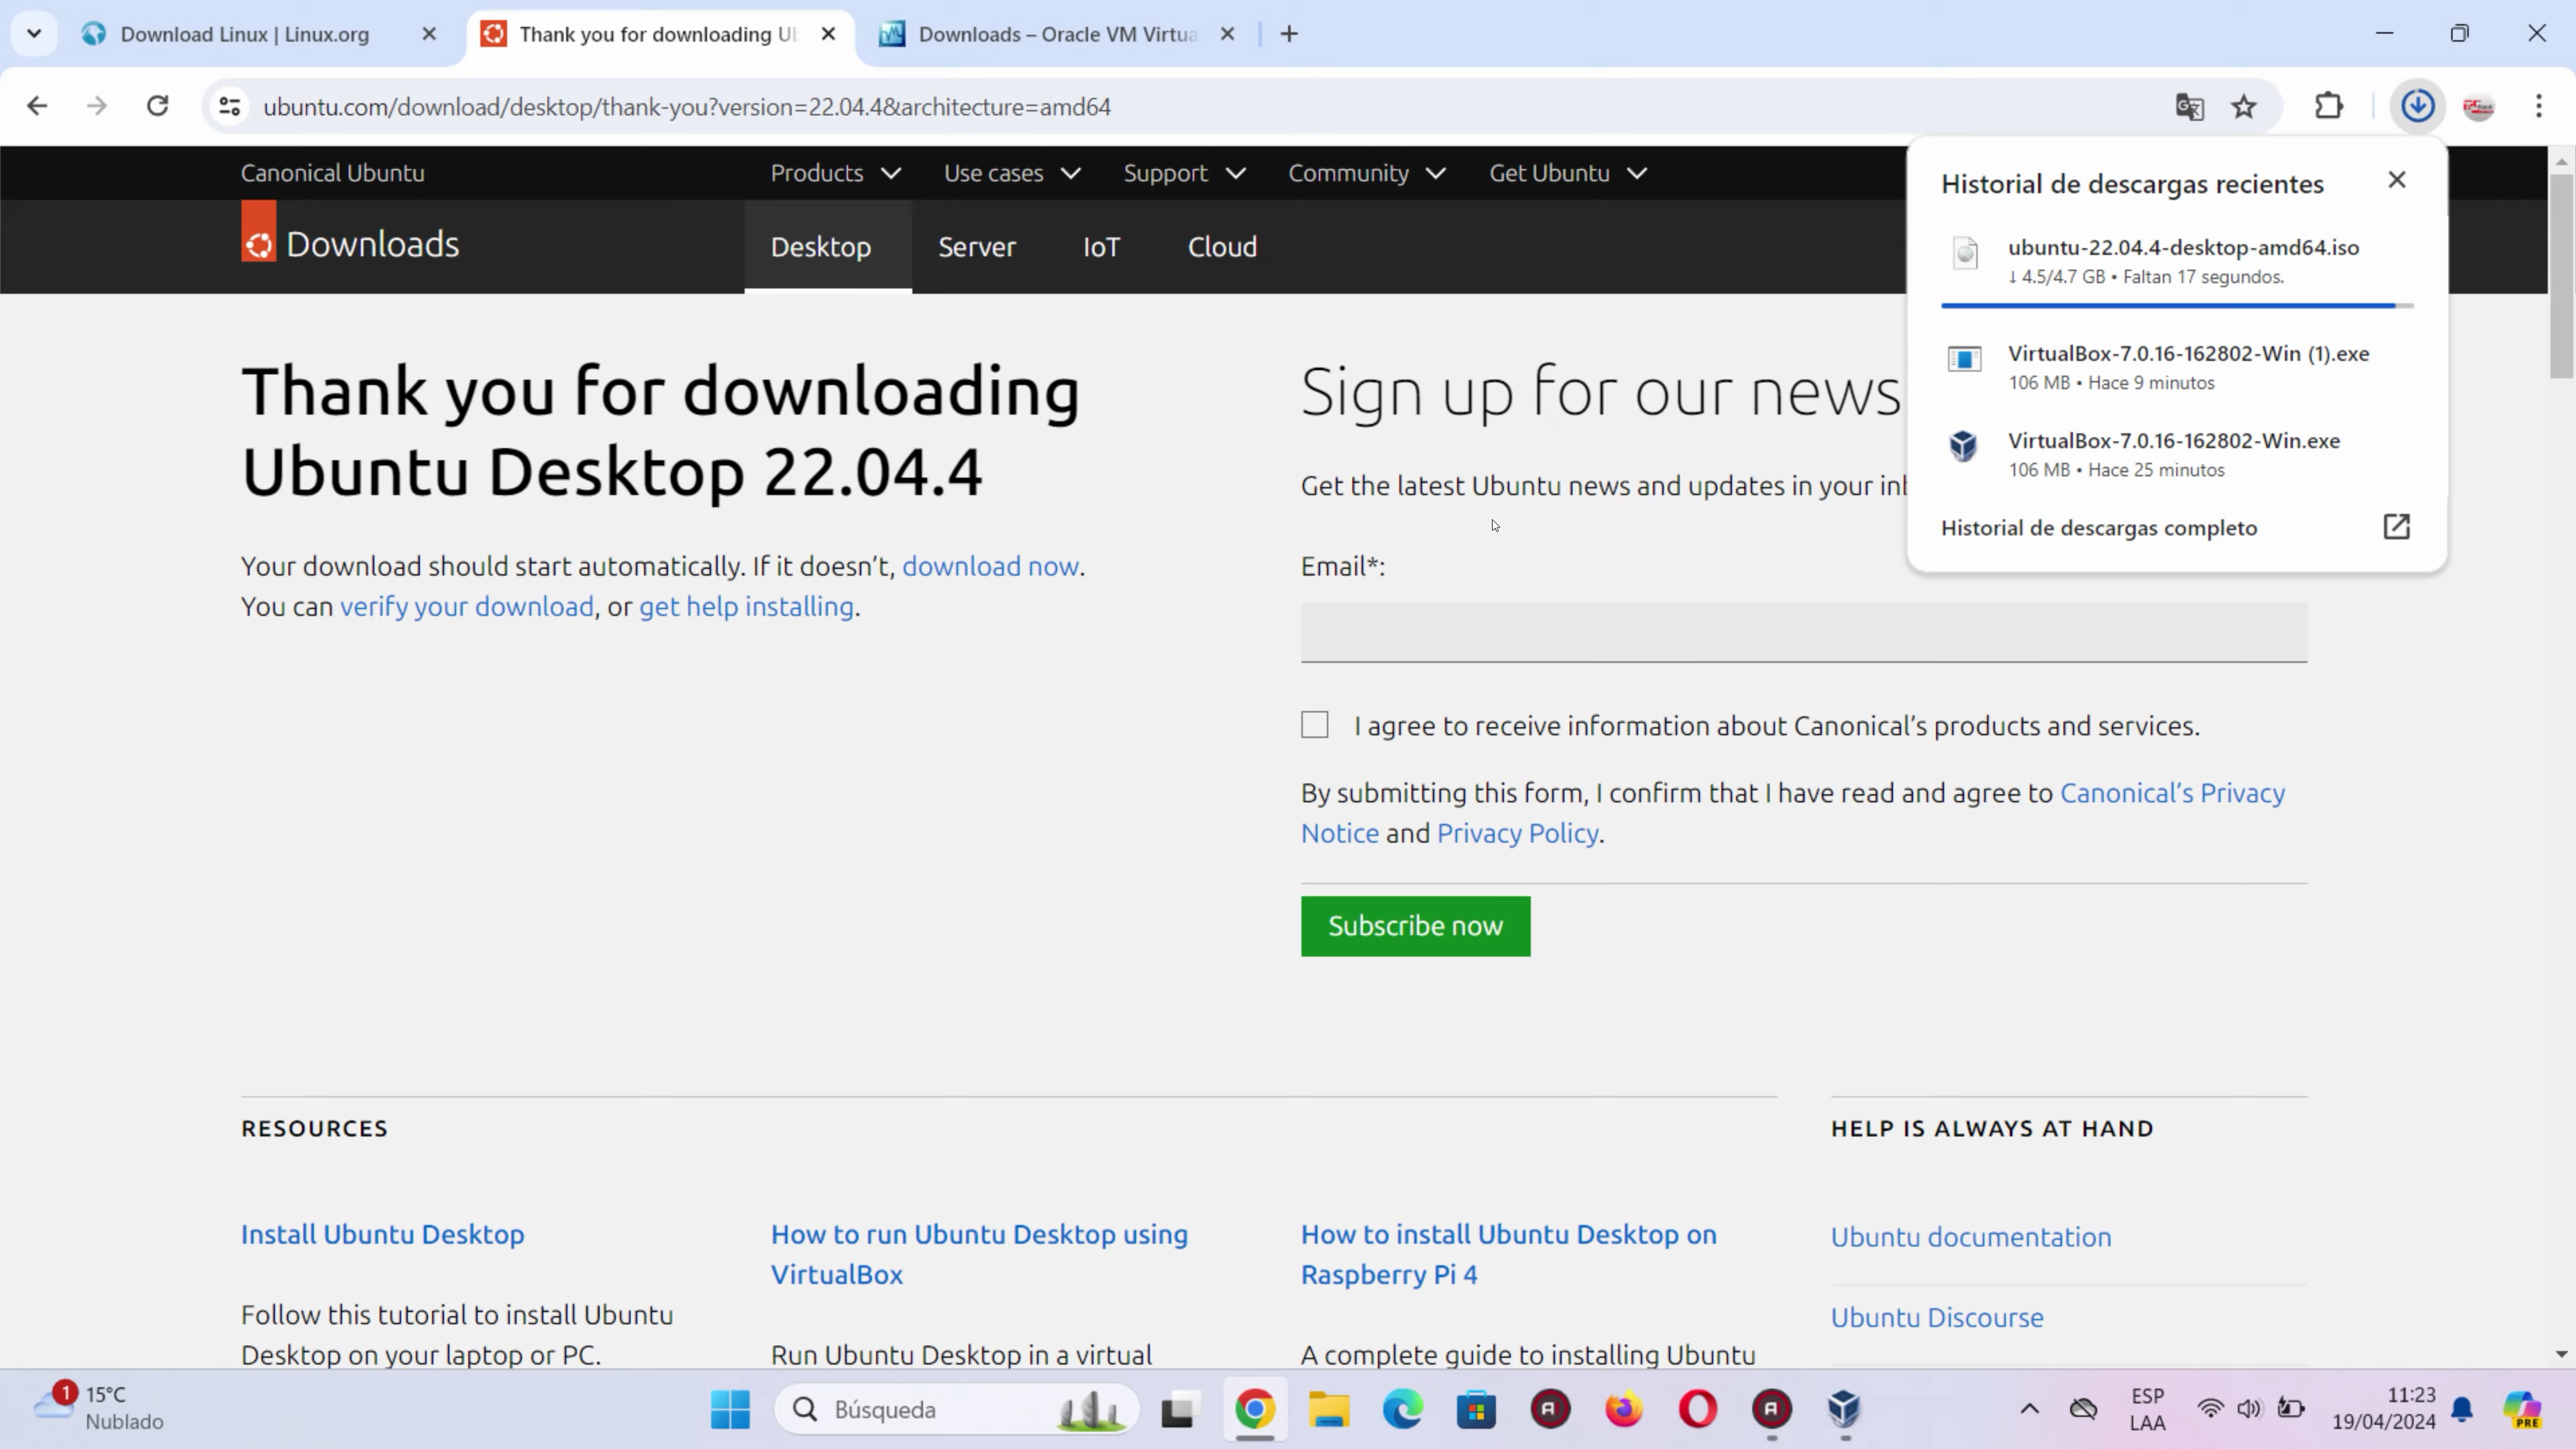 Download Linux | Linux.org
Thank you for downloading Ub
Downloads – Oracle VM Virtua
ubuntu.com/download/desktop/thank-you?version=22.04.4&architecture=amd64
Canonical Ubuntu
Products
Use cases
Support
Community
Get Ubuntu
Downloads
Desktop
Server
IoT
Cloud
Historial de descargas recientes
ubuntu-22.04.4-desktop-amd64.iso
↓ 4.5/4.7 GB • Faltan 17 segundos.
VirtualBox-7.0.16-162802-Win (1).exe
106 MB • Hace 9 minutos
VirtualBox-7.0.16-162802-Win.exe
106 MB • Hace 25 minutos
Historial de descargas completo
Thank you for downloading
Ubuntu Desktop 22.04.4
Your download should start automatically. If it doesn’t, download now.
You can verify your download, or get help installing.
Sign up for our news
Get the latest Ubuntu news and updates in your inb
Email*:
I agree to receive information about Canonical’s products and services.
By submitting this form, I confirm that I have read and agree to Canonical’s Privacy
Notice and Privacy Policy.
Subscribe now
RESOURCES
HELP IS ALWAYS AT HAND
Install Ubuntu Desktop
Follow this tutorial to install Ubuntu
Desktop on your laptop or PC.
How to run Ubuntu Desktop using
VirtualBox
Run Ubuntu Desktop in a virtual
How to install Ubuntu Desktop on
Raspberry Pi 4
A complete guide to installing Ubuntu
Ubuntu documentation
Ubuntu Discourse
1
15°C
Nublado
Búsqueda
ESP
LAA
11:23
19/04/2024
PRE